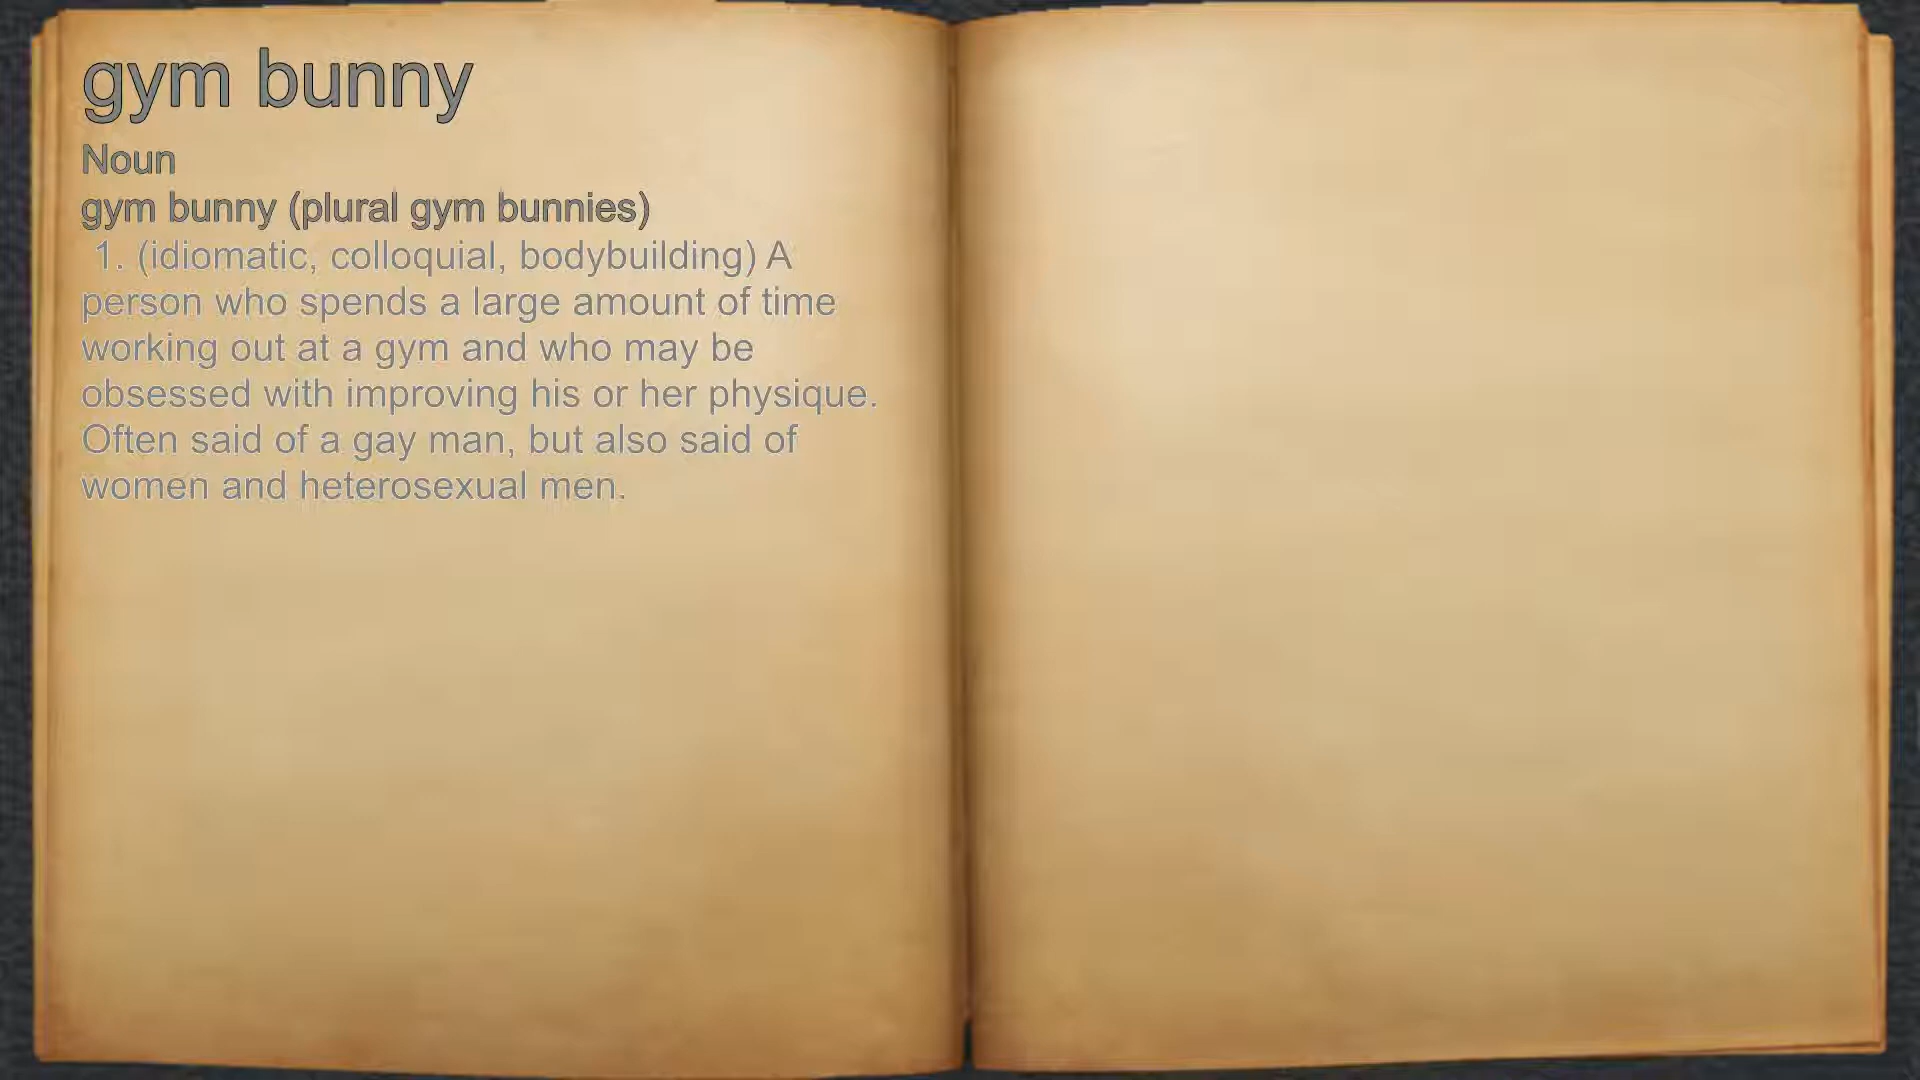 gym bunny
Noun
gym bunny (plural gym bunnies)
1. (idiomatic, colloquial, bodybuilding) A
person who spends a large amount of time
working out at a gym and who may be
obsessed with improving his or her physique.
Often said of a gay man, but also said of
women and heterosexual men.